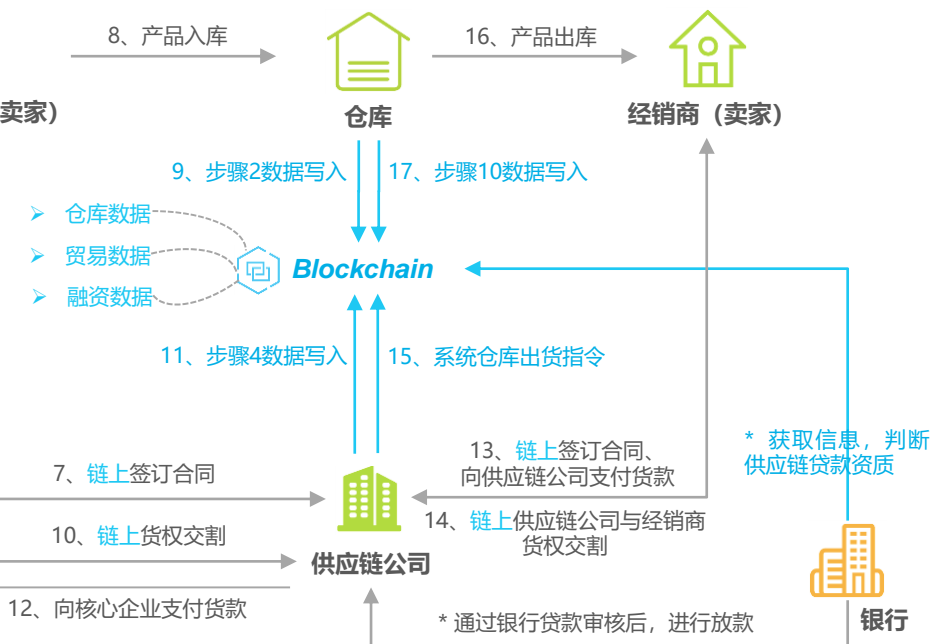 8、产品入库
16、产品出库
卖家）
仓库
经销商（卖家）
9、步骤2数据写入
17、步骤10数据写入
➢ 仓库数据
➢ 贸易数据
➢ 融资数据
Blockchain
11、步骤4数据写入
15、系统仓库出货指令
* 获取信息，判断
供应链贷款资质
7、链上签订合同
13、链上签订合同、
向供应链公司支付货款
10、链上货权交割
14、链上供应链公司与经销商
货权交割
供应链公司
12、向核心企业支付货款
* 通过银行贷款审核后，进行放款
银行